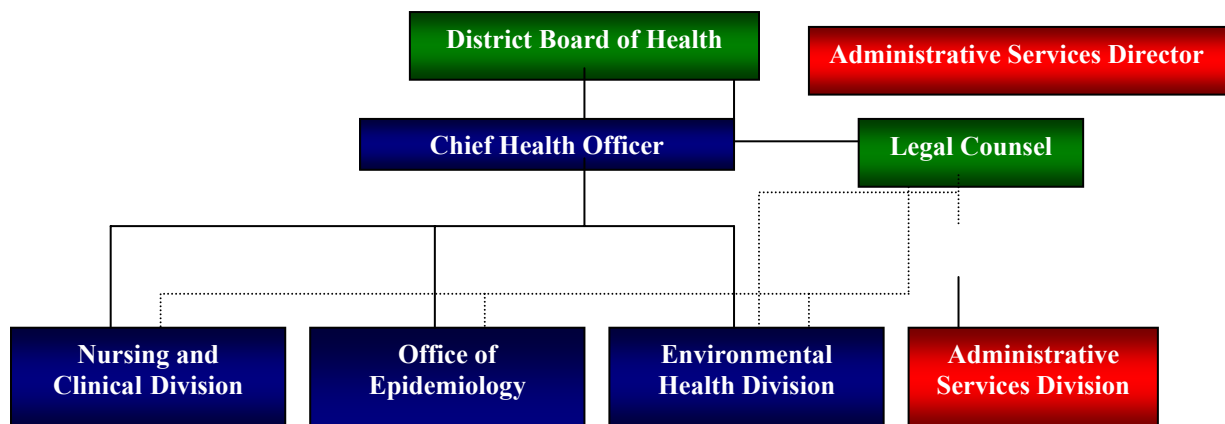 District Board of Health
Administrative Services Director
Chief Health Officer
Legal Counsel
Nursing and
Clinical Division
Office of
Epidemiology
Environmental
Health Division
Administrative
Services Division